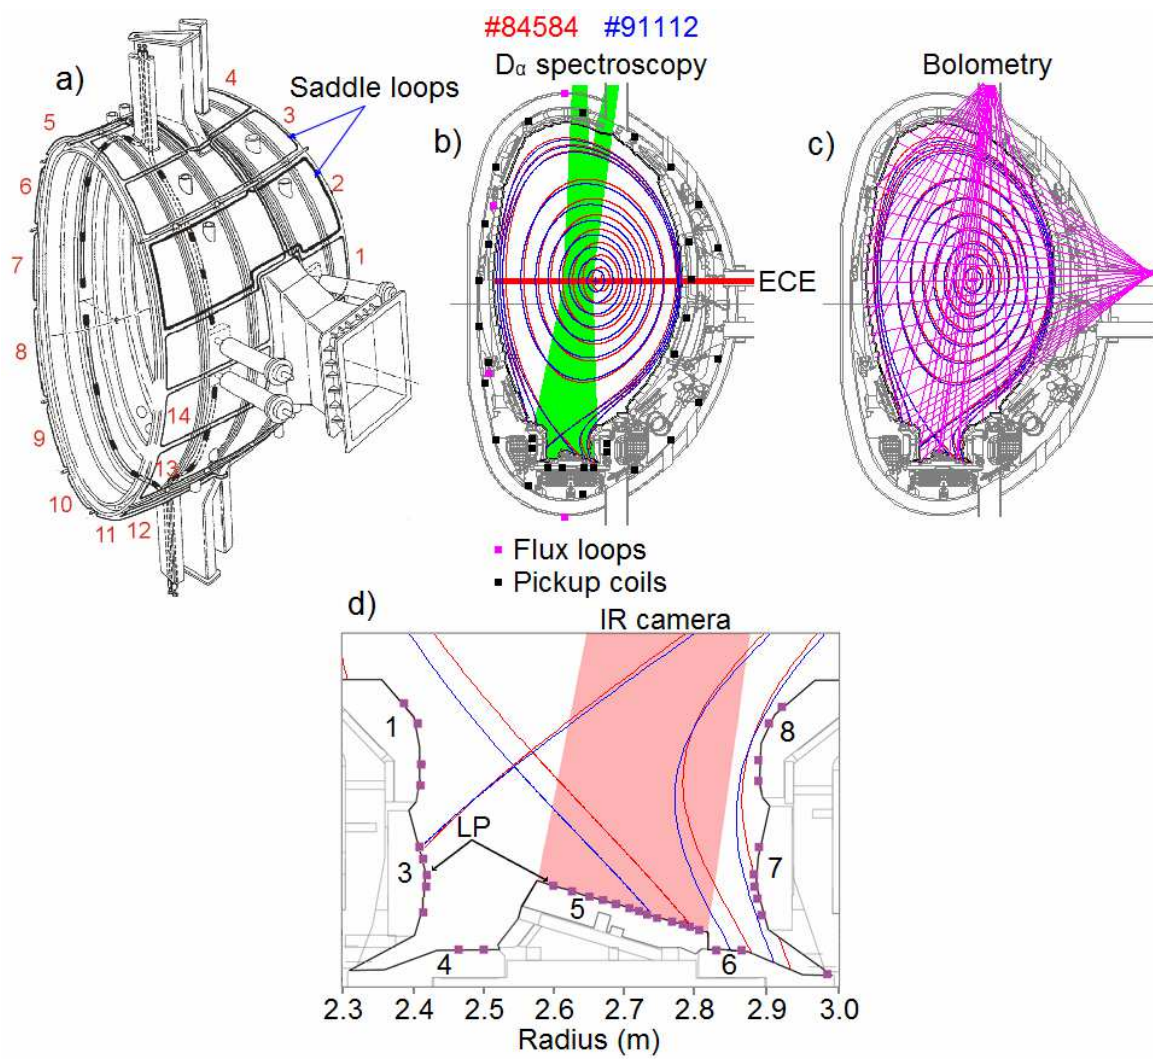 #84584 #91112
a)
Saddle loops
4
3
5
2
6
1
7
8
14
9
13
10
11
12
b)
Dα spectroscopy
ECE
Flux loops
Pickup coils
c)
Bolometry
d)
IR camera
1
8
LP
3
7
5
4
6
2.3 2.4 2.5 2.6 2.7 2.8 2.9 3.0
Radius (m)